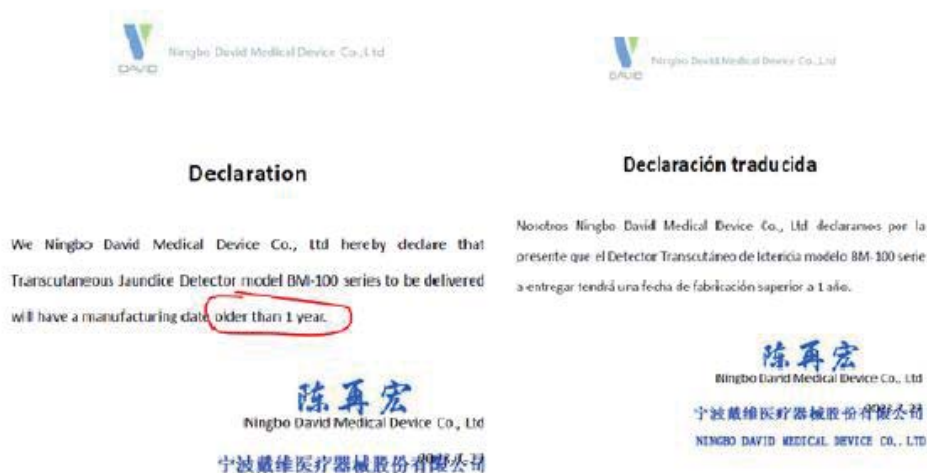 DAVID
Ningbo David Medical Device Co., Ltd
Declaration
We Ningbo David Medical Device Co., Ltd hereby declare that
Transcutaneous Jaundice Detector model BM-100 series to be delivered
will have a manufacturing date older than 1 year.
陈再宏
Ningbo David Medical Device Co., Ltd
宁波戴维医疗器械股份有限公司
DAVID
Ningbo David Medical Device Co., Ltd
Declaración traducida
Nosotros Ningbo David Medical Device Co., Ltd declaramos por la
presente que el Detector Transcutáneo de Ictericia modelo BM-100 serie
a entregar tendrá una fecha de fabricación superior a 1 año.
陈再宏
Ningbo David Medical Device Co., Ltd
宁波戴维医疗器械股份有限公司
NINGBO DAVID MEDICAL DEVICE CO., LTD